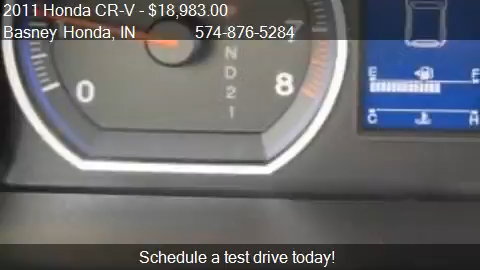 2011 Honda CR-V - $18,983.00
Basney Honda, IN 574-876-5284
N
D
2
1
0
7
8
E F
C H
Schedule a test drive today!